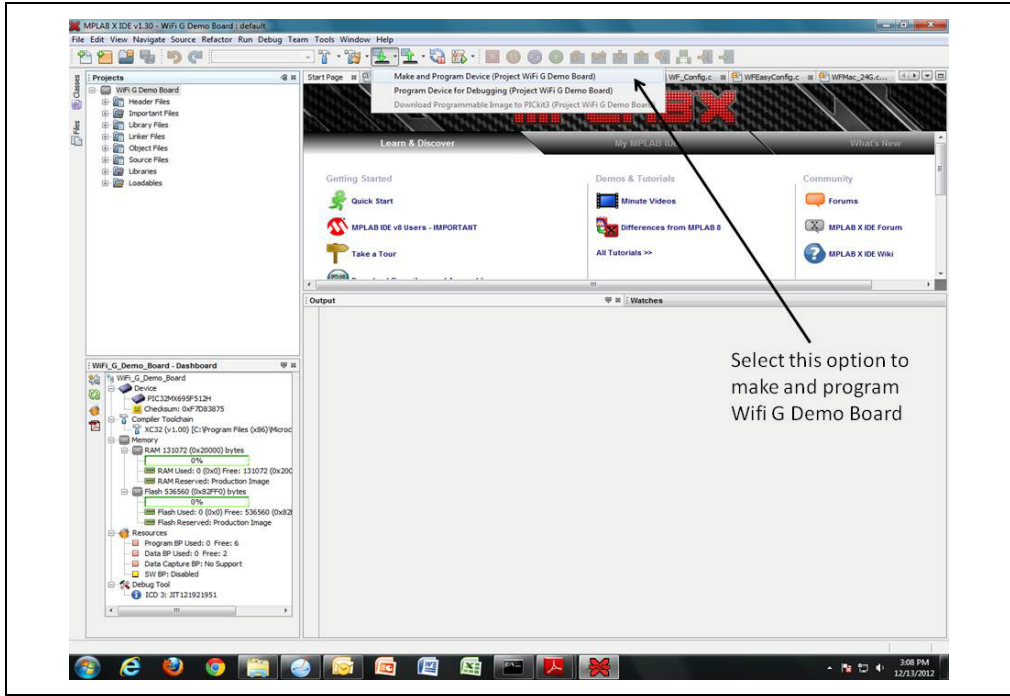 MPLAB X IDE v1.30 - WiFi G Demo Board : default
File Edit View Navigate Source Refactor Run Debug Team Tools Window Help
Projects
Classes
Files
WiFi G Demo Board
Header Files
Important Files
Library Files
Linker Files
Object Files
Source Files
Libraries
Loadables
Start Page
WF_Config.c
WFEasyConfig.c
WFMac_24G.c...
Make and Program Device (Project WiFi G Demo Board)
Program Device for Debugging (Project WiFi G Demo Board)
Download Programmable Image to PICkit3 (Project WiFi G Demo Board)
Learn & Discover
My MPLAB IDE
What's New
Getting Started
Demos & Tutorials
Community
Quick Start
Minute Videos
Forums
MPLAB IDE v8 Users - IMPORTANT
Differences from MPLAB 8
MPLAB X IDE Forum
Take a Tour
All Tutorials >>
MPLAB X IDE Wiki
Output
Watches
Select this option to
make and program
Wifi G Demo Board
WiFi_G_Demo_Board - Dashboard
WiFi_G_Demo_Board
Device
PIC32MX695F512H
Checksum: 0xF7D83875
Compiler Toolchain
XC32 (v1.00) [C:\Program Files (x86)\Microc
Memory
RAM 131072 (0x20000) bytes
0%
RAM Used: 0 (0x0) Free: 131072 (0x200
RAM Reserved: Production Image
Flash 536560 (0x82FF0) bytes
0%
Flash Used: 0 (0x0) Free: 536560 (0x82
Flash Reserved: Production Image
Resources
Program BP Used: 0 Free: 6
Data BP Used: 0 Free: 2
Data Capture BP: No Support
SW BP: Disabled
Debug Tool
ICD 3: JIT121921951
3:08 PM
12/13/2012